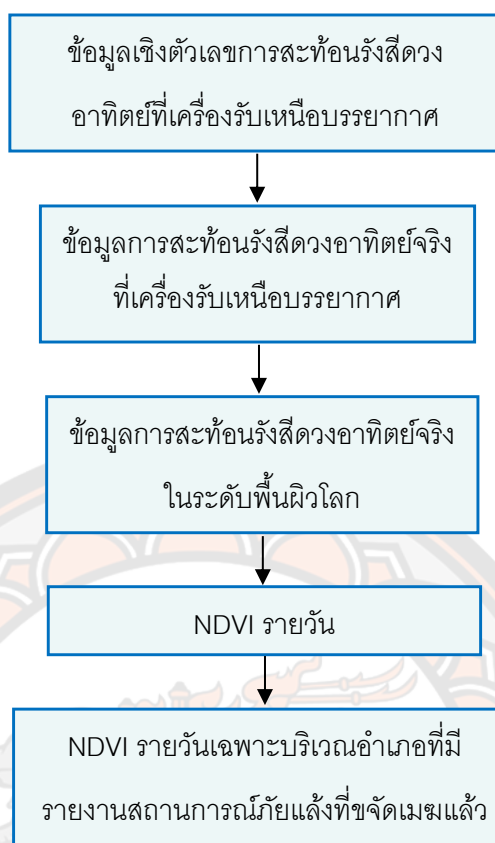 ข้อมูลเชิงตัวเลขการสะท้อนรังสีดวง
อาทิตย์ที่เครื่องรับเหนือบรรยากาศ
ข้อมูลการสะท้อนรังสีดวงอาทิตย์จริง
ที่เครื่องรับเหนือบรรยากาศ
ข้อมูลการสะท้อนรังสีดวงอาทิตย์จริง
ในระดับพื้นผิวโลก
NDVI รายวัน
NDVI รายวันเฉพาะบริเวณอำเภอที่มี
รายงานสถานการณ์ภัยแล้งที่ขจัดเมฆแล้ว